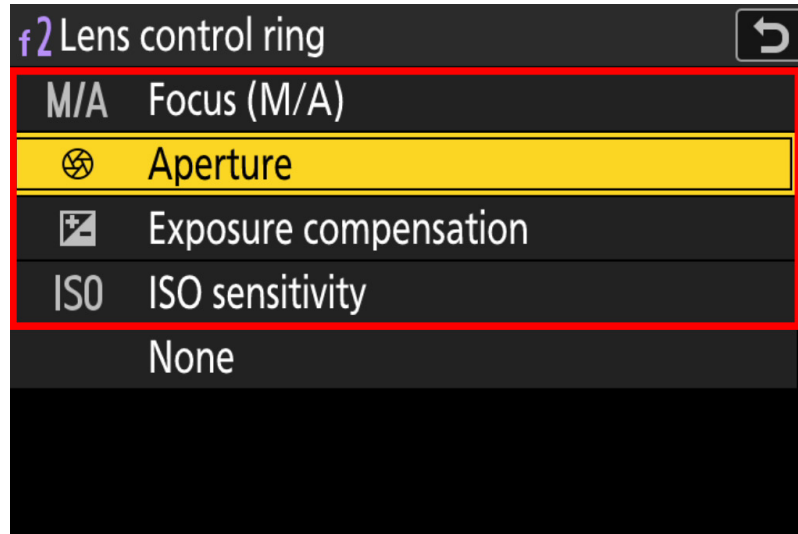 f2 Lens control ring
M/A Focus (M/A)
Aperture
Exposure compensation
ISO ISO sensitivity
None